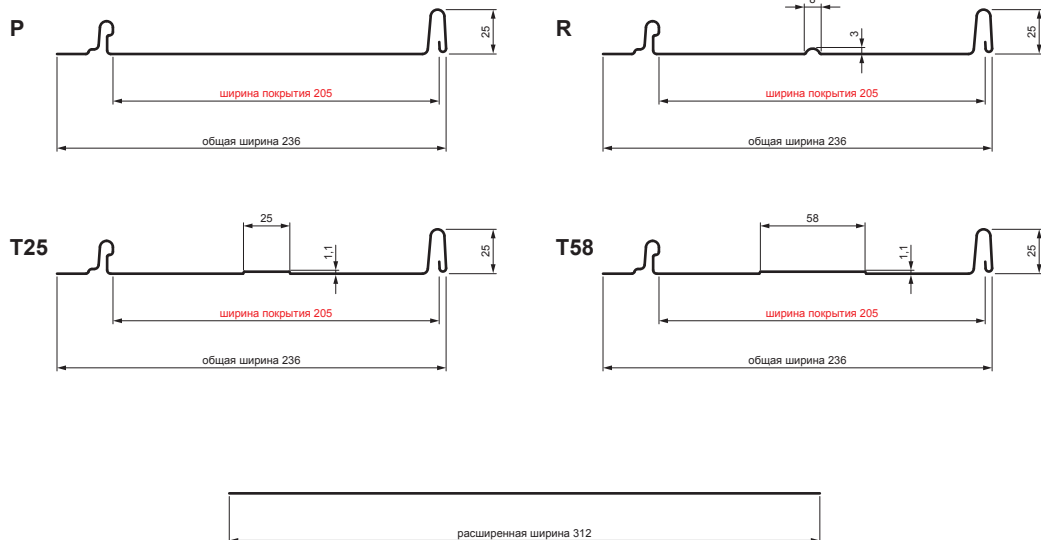 P
25
ширина покрытия 205
общая ширина 236
R
8
3
25
ширина покрытия 205
общая ширина 236
T25
25
1,1
25
ширина покрытия 205
общая ширина 236
T58
58
1,1
25
ширина покрытия 205
общая ширина 236
расширенная ширина 312